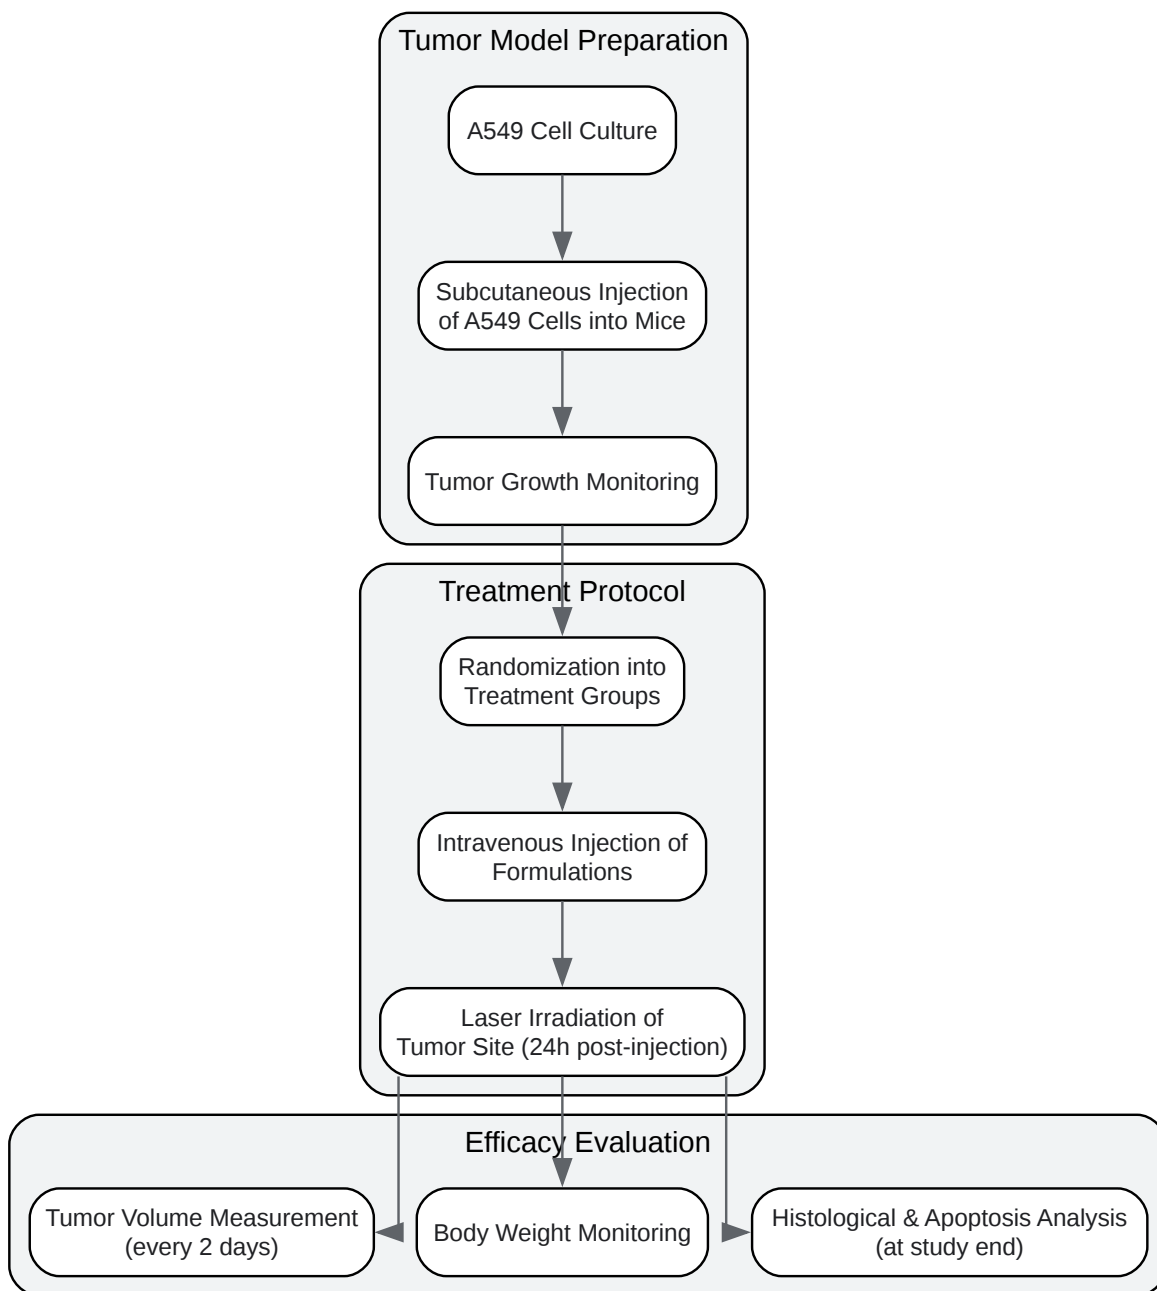 Tumor Model Preparation
A549 Cell Culture
Subcutaneous Injection
of A549 Cells into Mice
Tumor Growth Monitoring
Treatment Protocol
Randomization into
Treatment Groups
Intravenous Injection of
Formulations
Laser Irradiation of
Tumor Site (24h post-injection)
Efficacy Evaluation
Tumor Volume Measurement
(every 2 days)
Body Weight Monitoring
Histological & Apoptosis Analysis
(at study end)